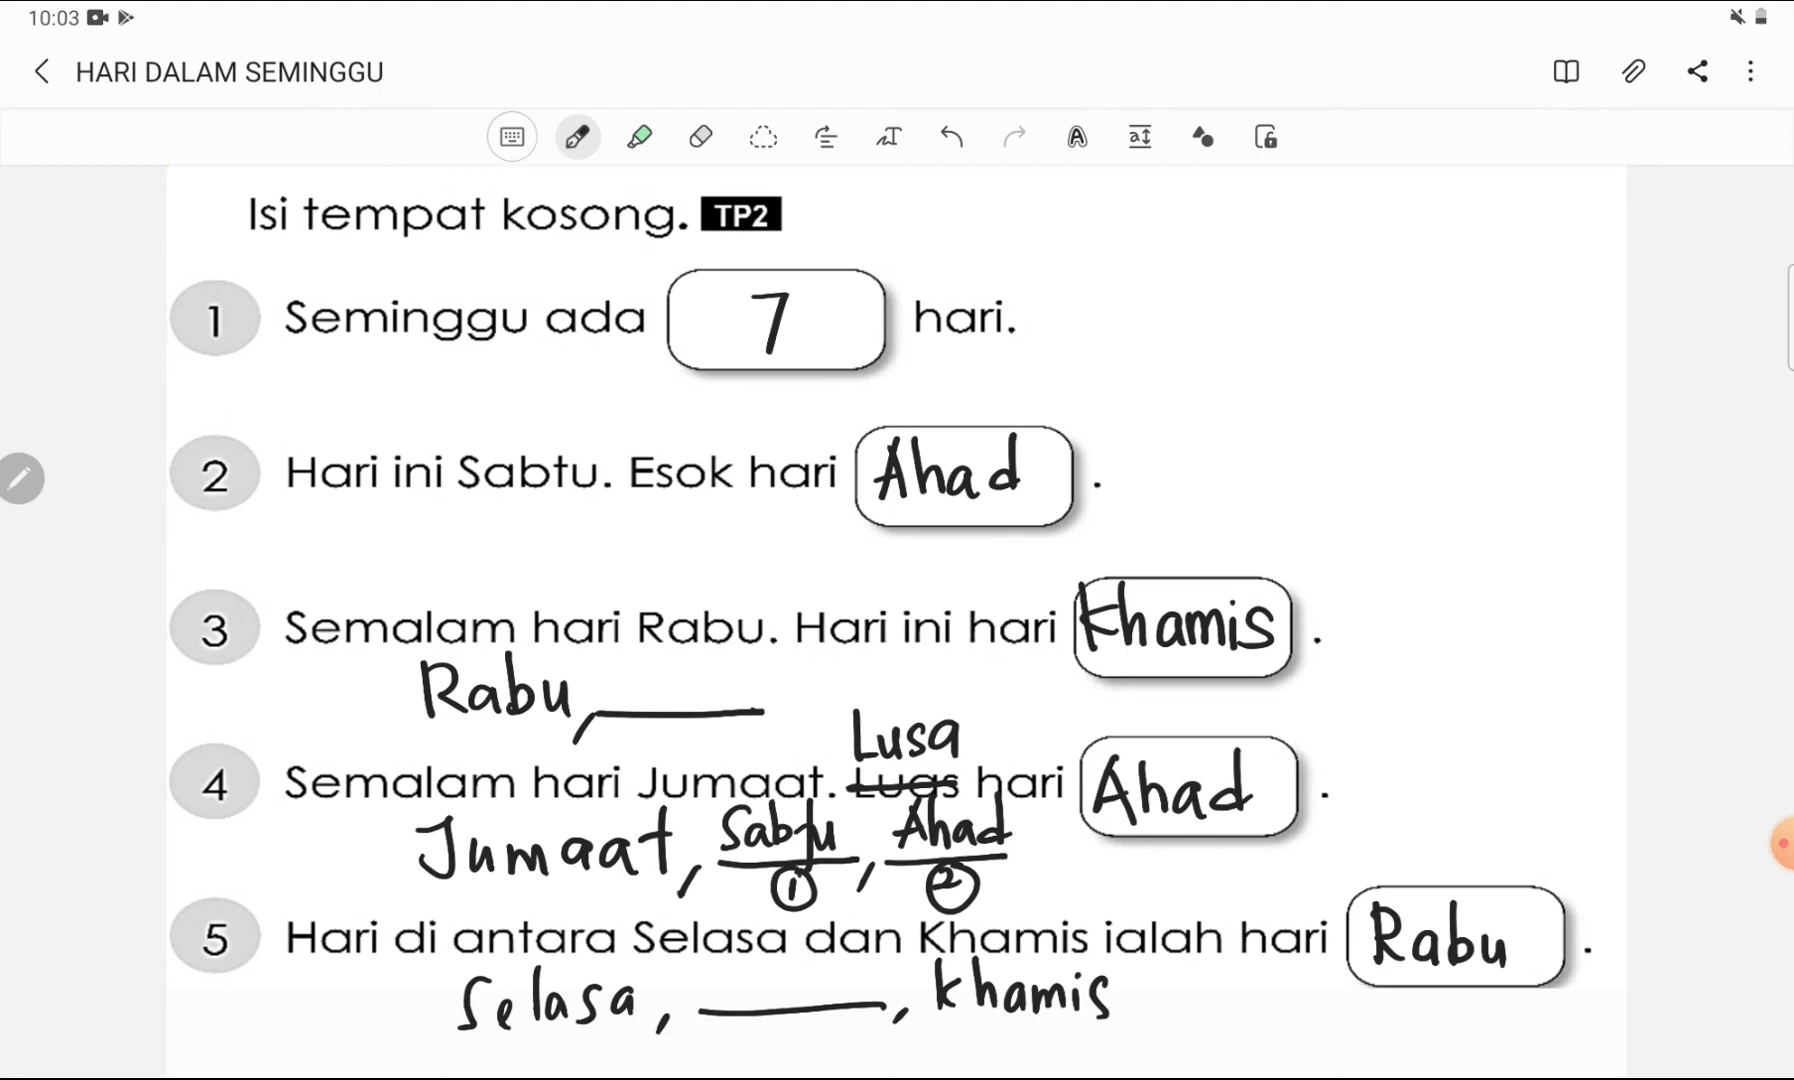 10:03
HARI DALAM SEMINGGU
Isi tempat kosong. TP2
1 Seminggu ada 7 hari.
2 Hari ini Sabtu. Esok hari Ahad .
3 Semalam hari Rabu. Hari ini hari Khamis .
Rabu, ____
Lusa
4 Semalam hari Jumaat. Luas hari Ahad .
Jumaat, Sabtu, Ahad
1 2
5 Hari di antara Selasa dan Khamis ialah hari Rabu .
Selasa, ____, Khamis